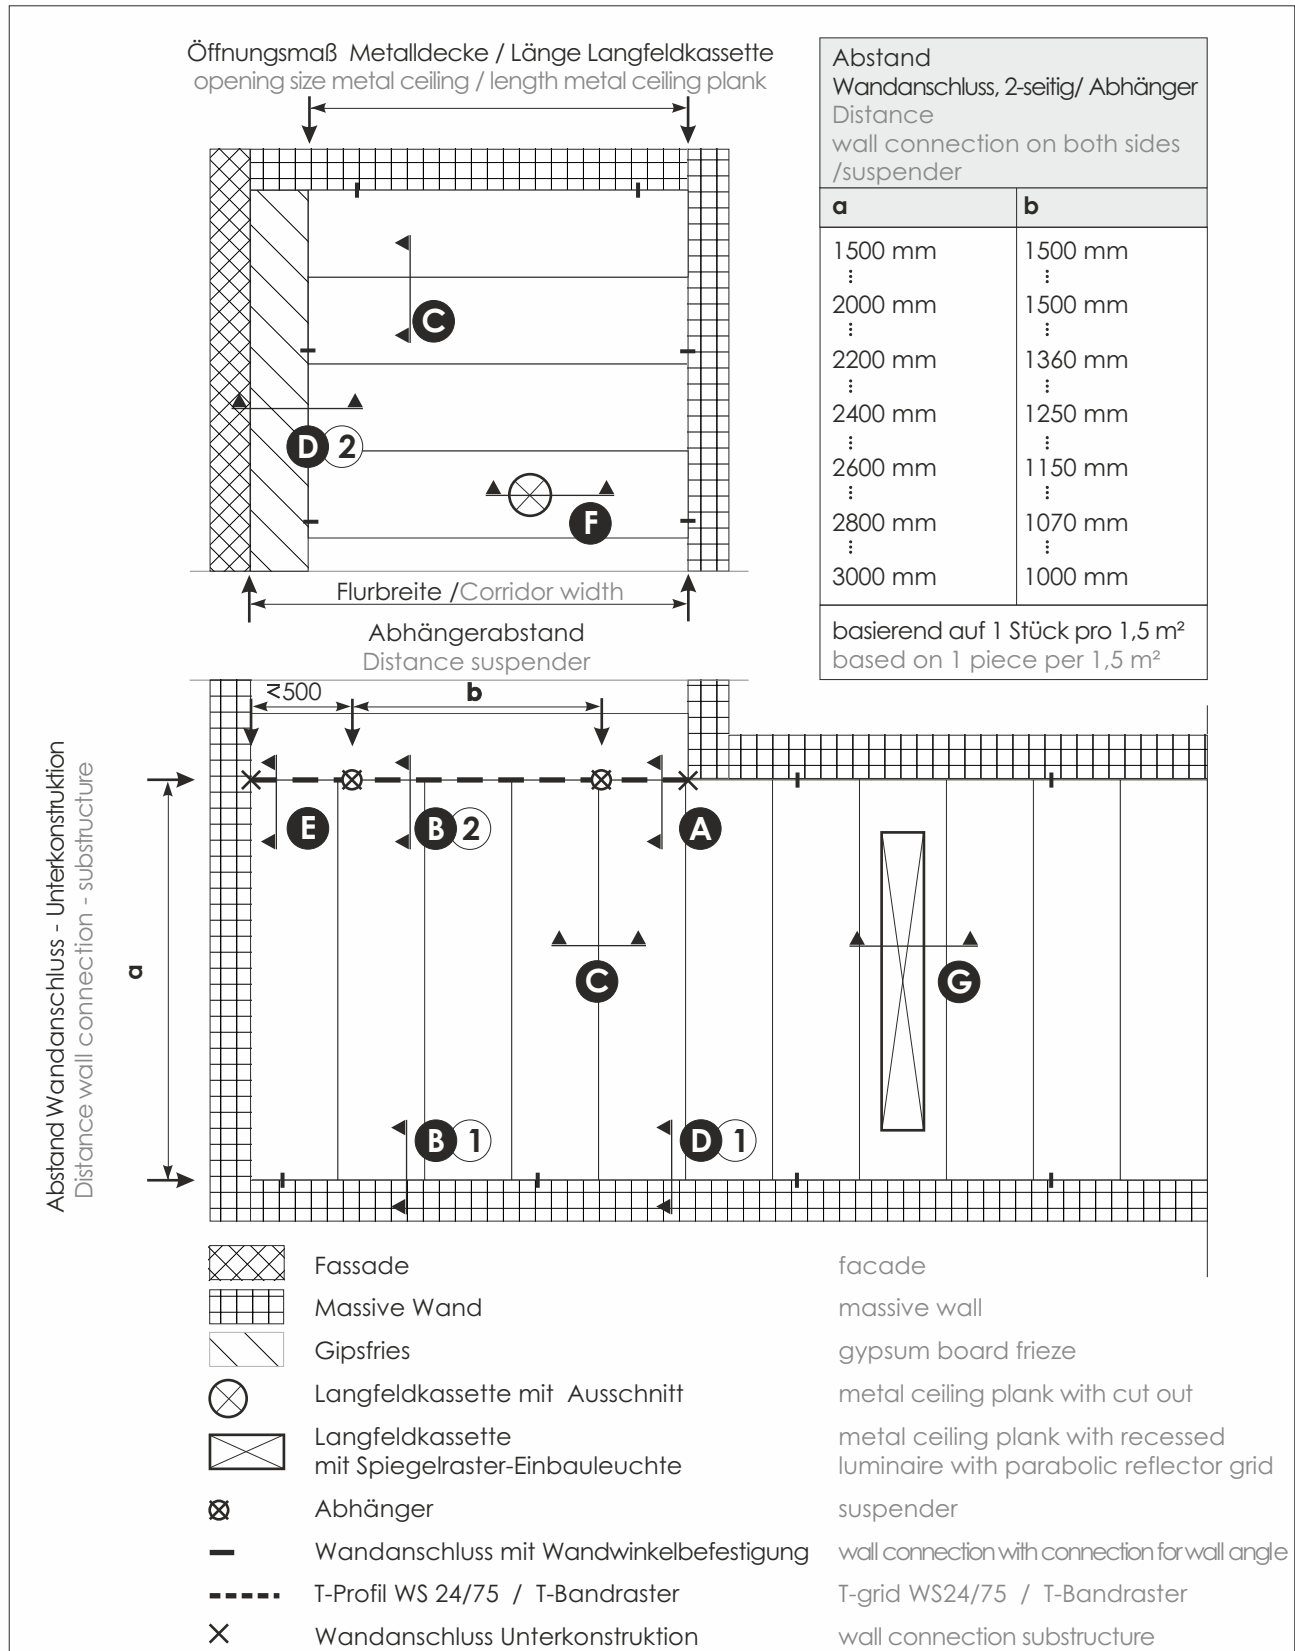 Öffnungsmaß Metalldecke / Länge Langfeldkassette
opening size metal ceiling / length metal ceiling plank
Abstand
Wandanschluss, 2-seitig/ Abhänger
Distance
wall connection on both sides
/suspender
a b
1500 mm 1500 mm
2000 mm 1500 mm
2200 mm 1360 mm
2400 mm 1250 mm
2600 mm 1150 mm
2800 mm 1070 mm
3000 mm 1000 mm
basierend auf 1 Stück pro 1,5 m²
based on 1 piece per 1,5 m²
C
D 2
F
Flurbreite /Corridor width
Abhängerabstand
Distance suspender
≤500 b
E B 2 A
C G
B 1 D 1
Abstand Wandanschluss - Unterkonstruktion
Distance wall connection - substructure
a
Fassade facade
Massive Wand massive wall
Gipsfries gypsum board frieze
Langfeldkassette mit Ausschnitt metal ceiling plank with cut out
Langfeldkassette metal ceiling plank with recessed
mit Spiegelraster-Einbauleuchte luminaire with parabolic reflector grid
Abhänger suspender
Wandanschluss mit Wandwinkelbefestigung wall connection with connection for wall angle
T-Profil WS 24/75 / T-Bandraster T-grid WS24/75 / T-Bandraster
Wandanschluss Unterkonstruktion wall connection substructure